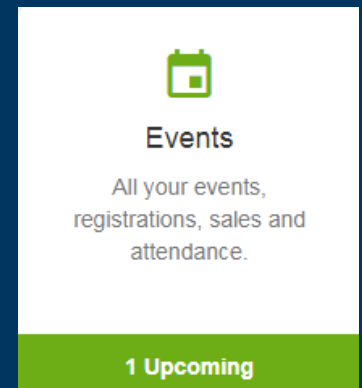 Events
All your events,
registrations, sales and
attendance.
1 Upcoming